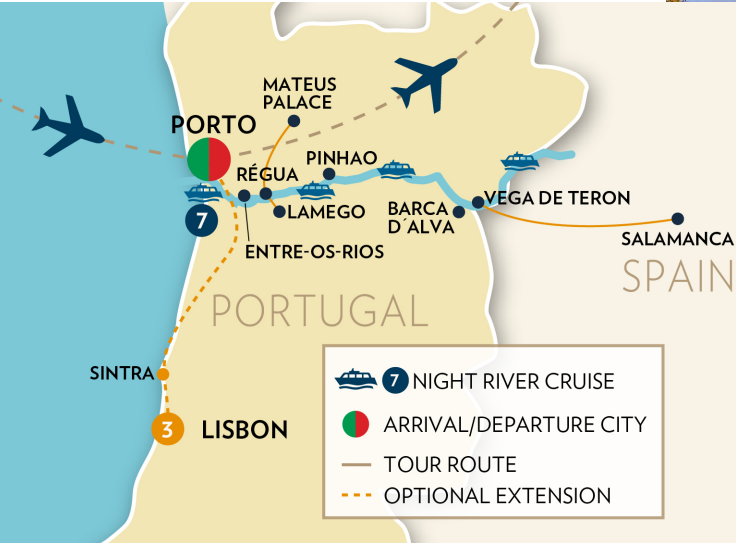 MATEUS
PALACE
PORTO
PINHAO
RÉGUA
7
LAMEGO
BARCA
D´ALVA
VEGA DE TERON
SALAMANCA
ENTRE-OS-RIOS
SPAIN
PORTUGAL
SINTRA
3 LISBON
7 NIGHT RIVER CRUISE
ARRIVAL/DEPARTURE CITY
TOUR ROUTE
OPTIONAL EXTENSION